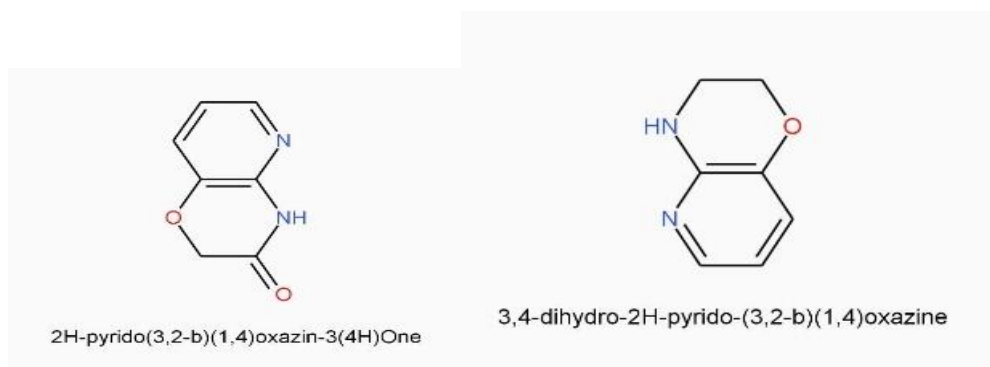 N
O
NH
O
2H-pyrido(3,2-b)(1,4)oxazin-3(4H)One
HN
O
N
3,4-dihydro-2H-pyrido-(3,2-b)(1,4)oxazine